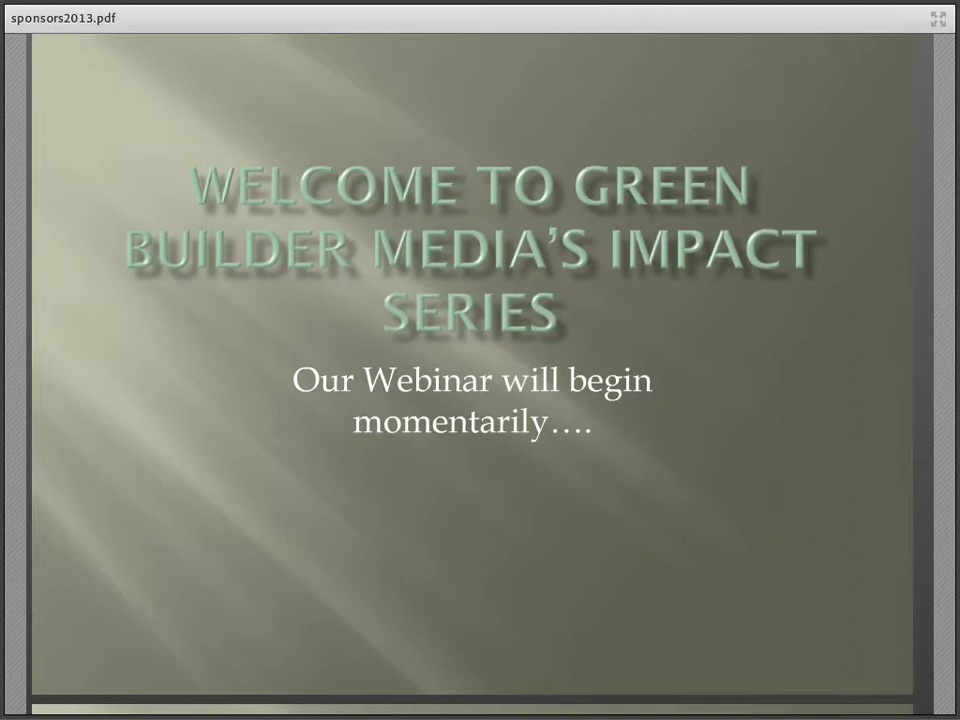 sponsors2013.pdf
WELCOME TO GREEN
BUILDER MEDIA’S IMPACT
SERIES
Our Webinar will begin
momentarily….